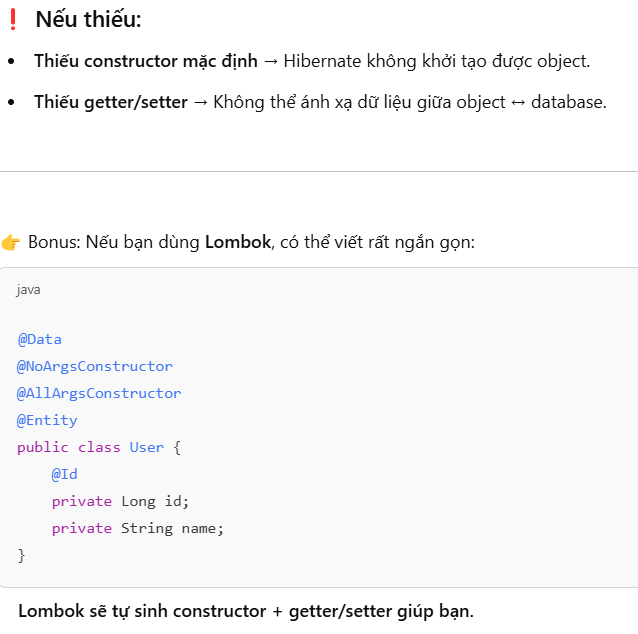 ❗ Nếu thiếu:
• Thiếu constructor mặc định → Hibernate không khởi tạo được object.
• Thiếu getter/setter → Không thể ánh xạ dữ liệu giữa object ↔ database.
👉 Bonus: Nếu bạn dùng Lombok, có thể viết rất ngắn gọn:
java
@Data
@NoArgsConstructor
@AllArgsConstructor
@Entity
public class User {
    @Id
    private Long id;
    private String name;
}
Lombok sẽ tự sinh constructor + getter/setter giúp bạn.